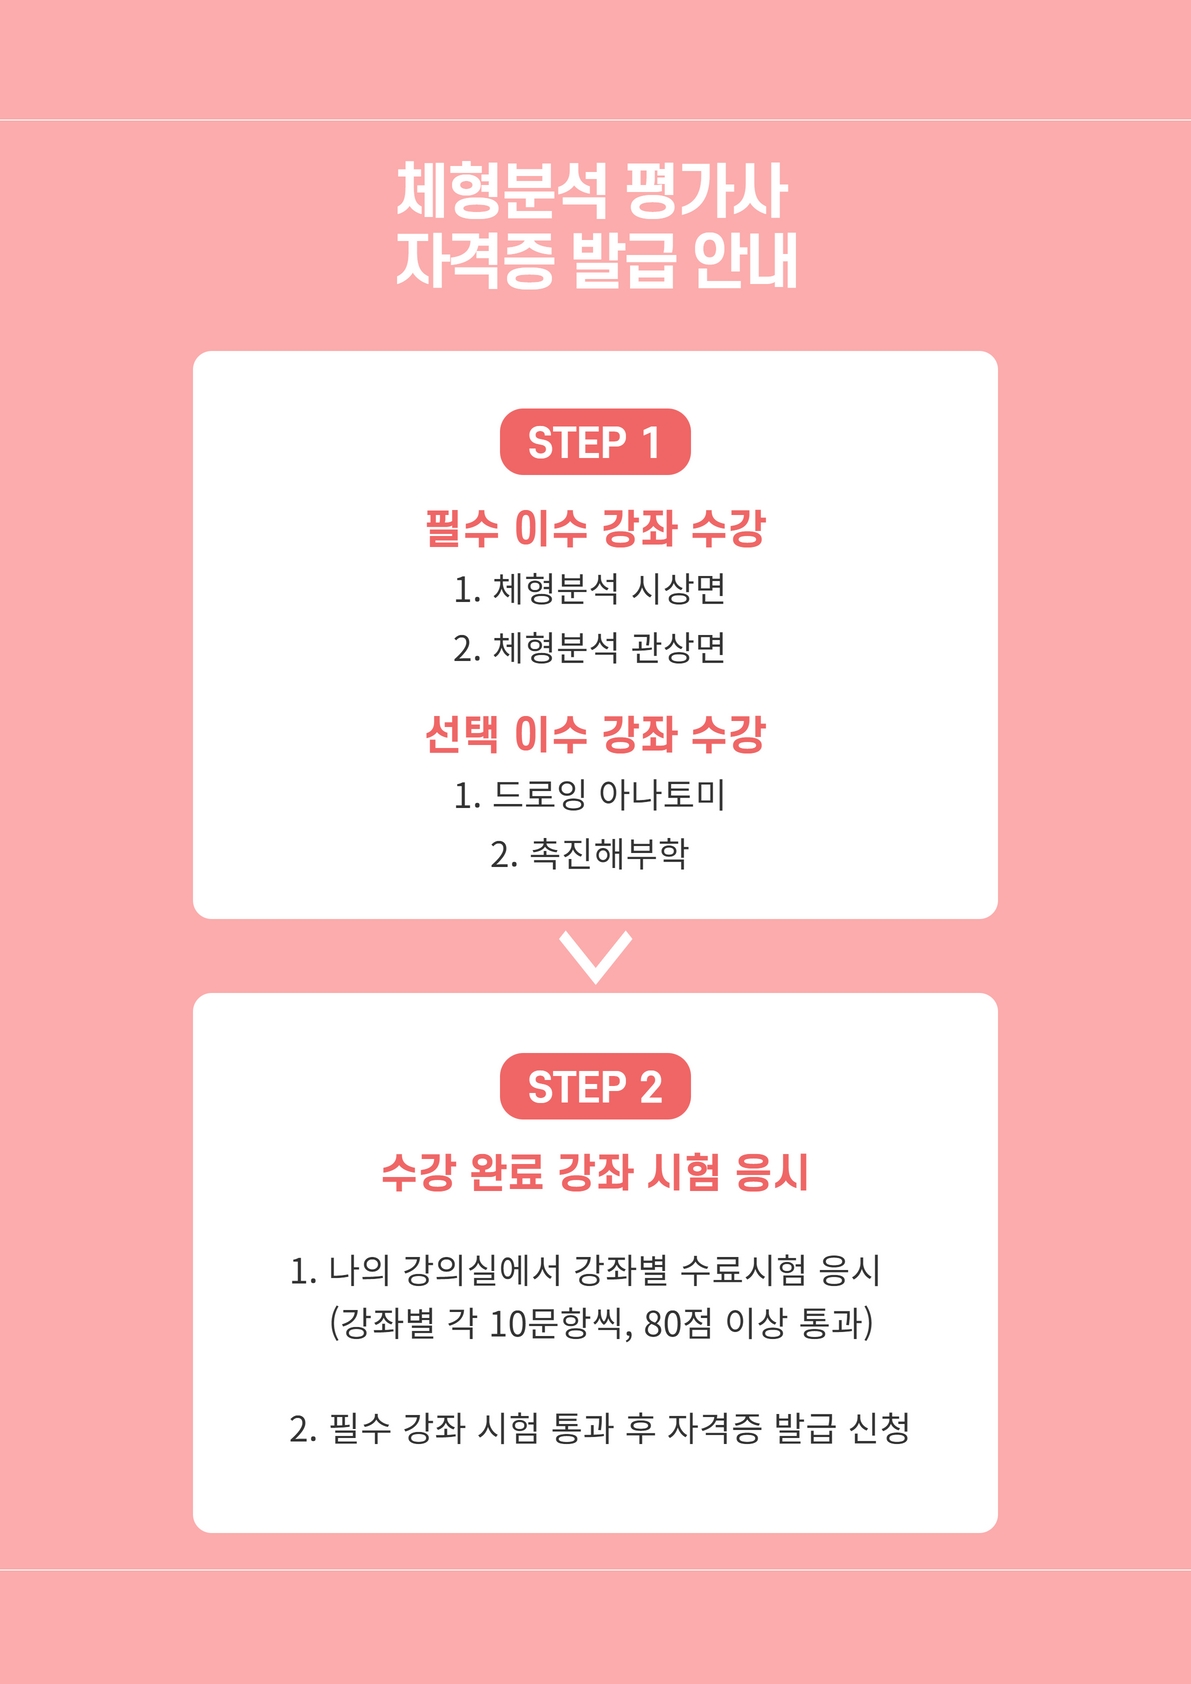 체형분석 평가사
자격증 발급 안내
STEP 1
필수 이수 강좌 수강
1. 체형분석 시상면
2. 체형분석 관상면
선택 이수 강좌 수강
1. 드로잉 아나토미
2. 촉진해부학
STEP 2
수강 완료 강좌 시험 응시
1. 나의 강의실에서 강좌별 수료시험 응시
(강좌별 각 10문항씩, 80점 이상 통과)
2. 필수 강좌 시험 통과 후 자격증 발급 신청